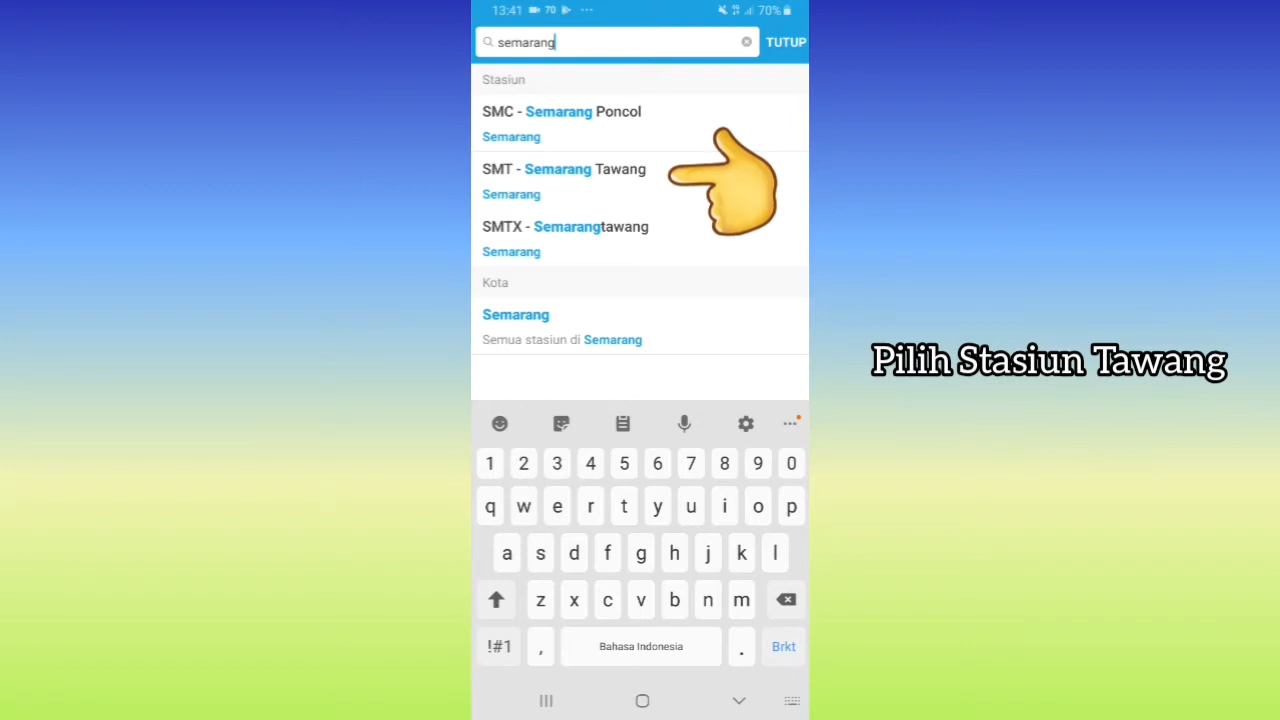 13:41 70 70%
semarang TUTUP
Stasiun
SMC - Semarang Poncol
Semarang
SMT - Semarang Tawang
Semarang
SMTX - Semarangtawang
Semarang
Kota
Semarang
Semua stasiun di Semarang
Pilih Stasiun Tawang
1 2 3 4 5 6 7 8 9 0
q w e r t y u i o p
a s d f g h j k l
z x c v b n m
!#1 , Bahasa Indonesia . Brkt